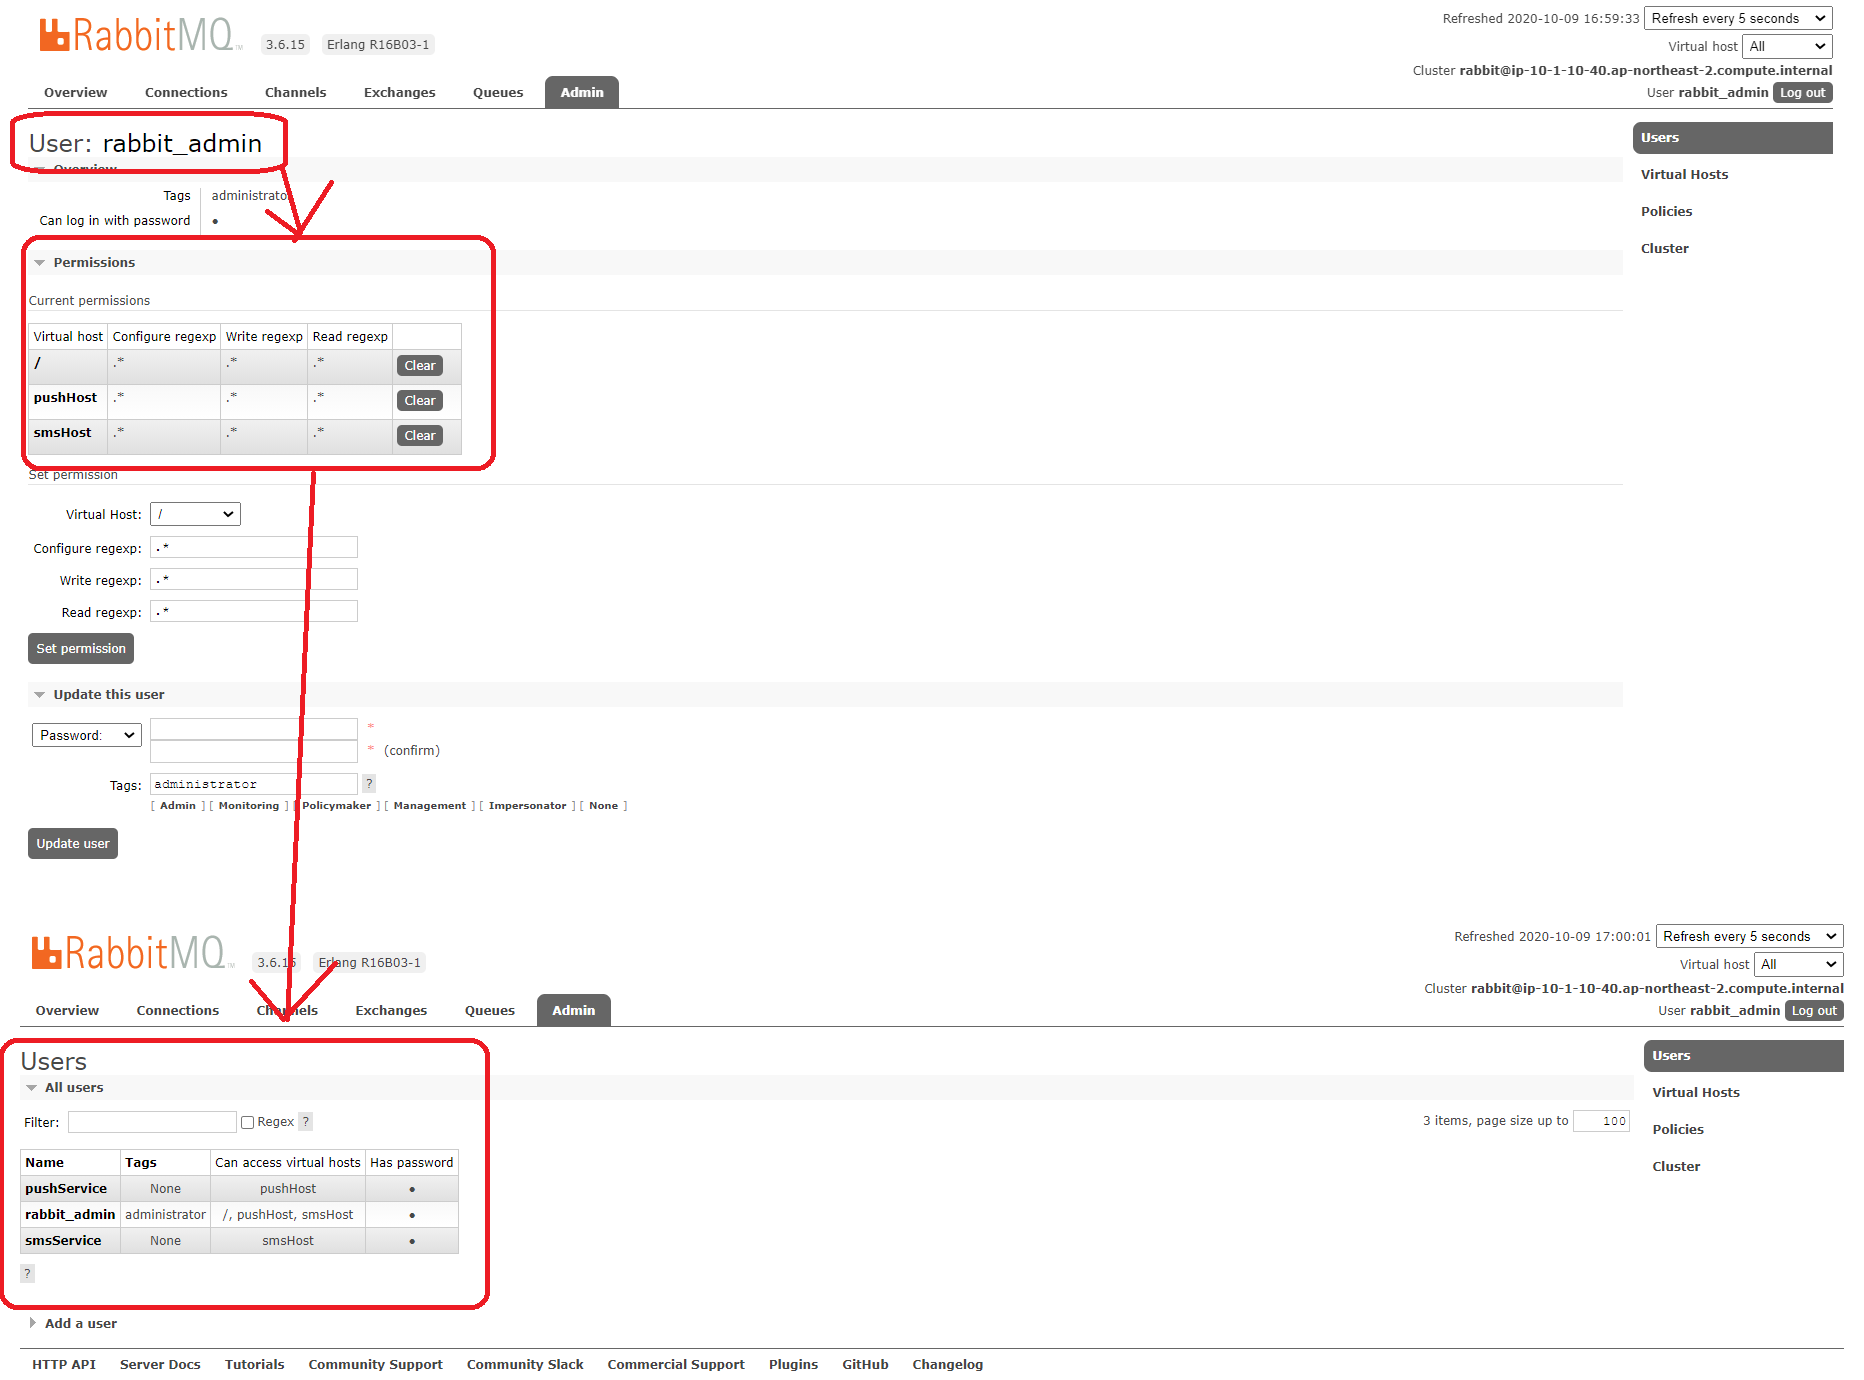 RabbitMQ TM 3.6.15 Erlang R16B03-1
Refreshed 2020-10-09 16:59:33 Refresh every 5 seconds
Virtual host All
Cluster rabbit@ip-10-1-10-40.ap-northeast-2.compute.internal
User rabbit_admin Log out
Overview Connections Channels Exchanges Queues Admin
User: rabbit_admin
Overview
Tags administrator
Can log in with password ●
Users
Virtual Hosts
Policies
Cluster
Permissions
Current permissions
Virtual host Configure regexp Write regexp Read regexp
/ .* .* .* Clear
pushHost .* .* .* Clear
smsHost .* .* .* Clear
Set permission
Virtual Host: /
Configure regexp: .*
Write regexp: .*
Read regexp: .*
Set permission
Update this user
Password: *
* (confirm)
Tags: administrator ?
[ Admin ] [ Monitoring ] [ Policymaker ] [ Management ] [ Impersonator ] [ None ]
Update user
RabbitMQ TM 3.6.15 Erlang R16B03-1
Refreshed 2020-10-09 17:00:01 Refresh every 5 seconds
Virtual host All
Cluster rabbit@ip-10-1-10-40.ap-northeast-2.compute.internal
User rabbit_admin Log out
Overview Connections Channels Exchanges Queues Admin
Users
All users
Filter: Regex ?
3 items, page size up to 100
Name Tags Can access virtual hosts Has password
pushService None pushHost ●
rabbit_admin administrator /, pushHost, smsHost ●
smsService None smsHost ●
?
Users
Virtual Hosts
Policies
Cluster
Add a user
HTTP API Server Docs Tutorials Community Support Community Slack Commercial Support Plugins GitHub Changelog